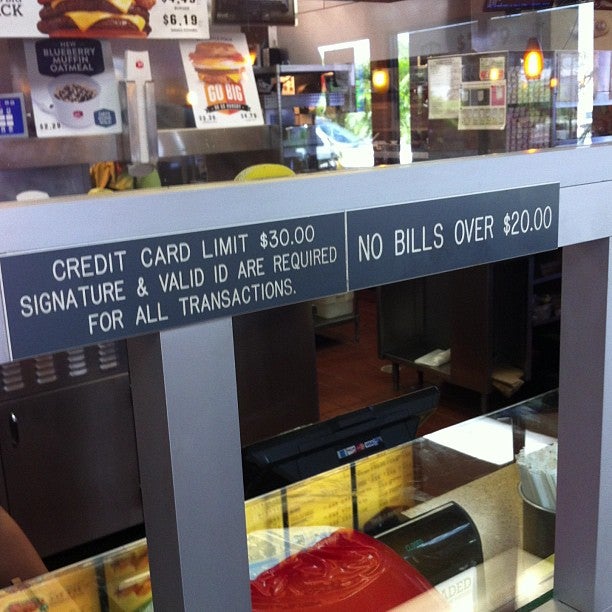 $6.19
NEW
BLUEBERRY
MUFFIN
OATMEAL
GO BIG
CREDIT CARD LIMIT $30.00
SIGNATURE & VALID ID ARE REQUIRED
FOR ALL TRANSACTIONS.
NO BILLS OVER $20.00